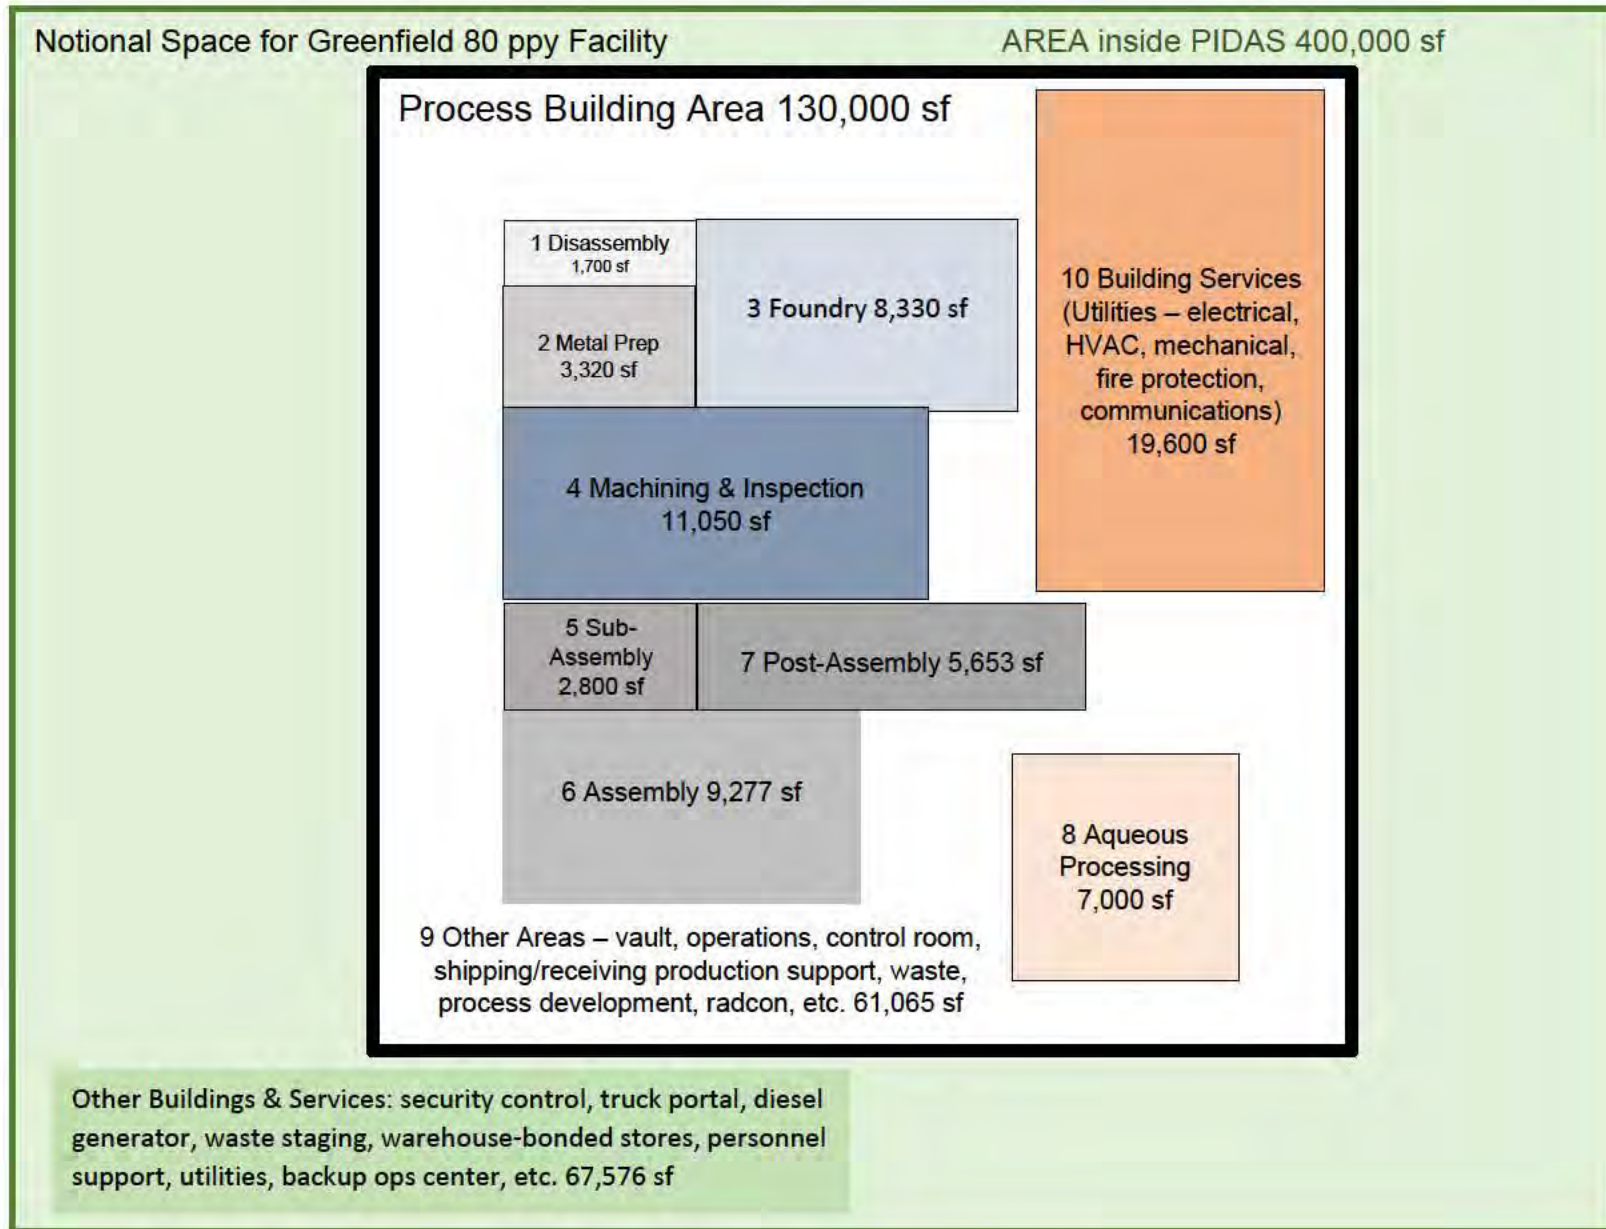 Notional Space for Greenfield 80 ppy Facility
AREA inside PIDAS 400,000 sf
Process Building Area 130,000 sf
1 Disassembly
1,700 sf
2 Metal Prep
3,320 sf
3 Foundry 8,330 sf
10 Building Services
(Utilities – electrical,
HVAC, mechanical,
fire protection,
communications)
19,600 sf
4 Machining & Inspection
11,050 sf
5 Sub-
Assembly
2,800 sf
7 Post-Assembly 5,653 sf
6 Assembly 9,277 sf
8 Aqueous
Processing
7,000 sf
9 Other Areas – vault, operations, control room,
shipping/receiving production support, waste,
process development, radcon, etc. 61,065 sf
Other Buildings & Services: security control, truck portal, diesel
generator, waste staging, warehouse-bonded stores, personnel
support, utilities, backup ops center, etc. 67,576 sf